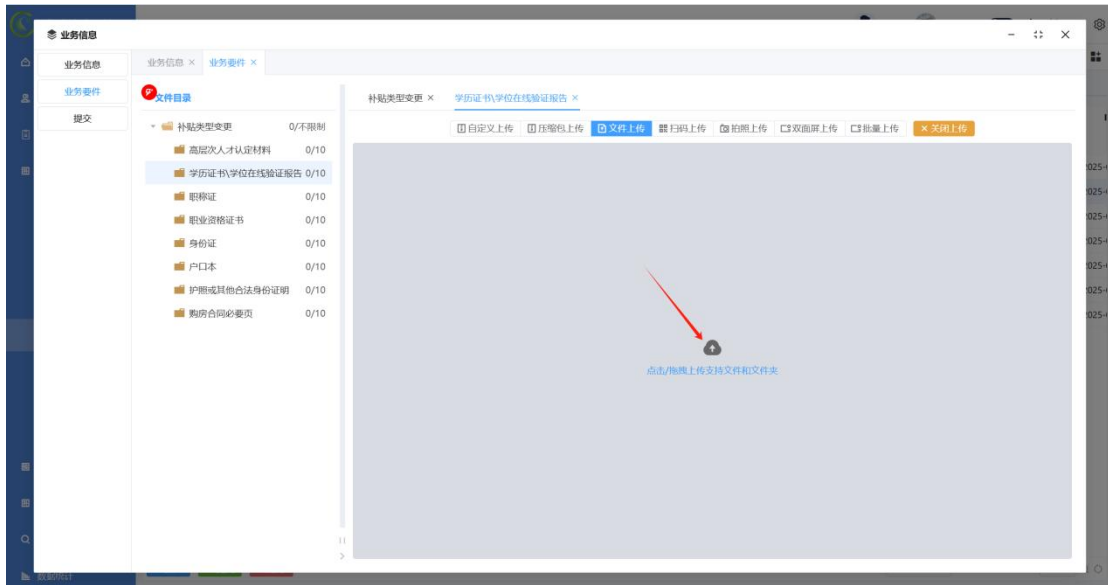 业务信息
业务信息
业务要件
提交
业务信息 × 业务要件 ×
文件目录
补贴类型变更 0/不限制
高层次人才认定材料 0/10
学历证书\学位在线验证报告 0/10
职称证 0/10
职业资格证书 0/10
身份证 0/10
户口本 0/10
护照或其他合法身份证明 0/10
购房合同必要页 0/10
补贴类型变更 × 学历证书\学位在线验证报告 ×
自定义上传 压缩包上传 文件上传 扫码上传 拍照上传 双面屏上传 批量上传 × 关闭上传
点击/拖拽上传支持文件和文件夹
数据统计